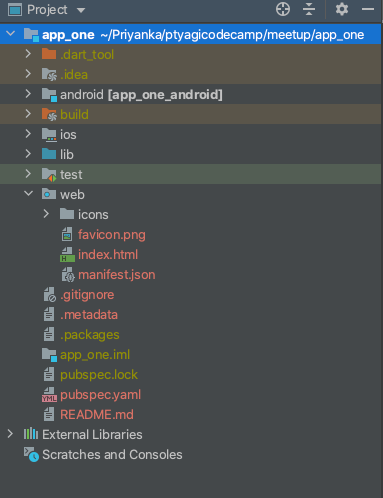 Project
app_one ~/Priyanka/ptyagicodecamp/meetup/app_one
.dart_tool
.idea
android [app_one_android]
build
ios
lib
test
web
icons
favicon.png
index.html
manifest.json
.gitignore
.metadata
.packages
app_one.iml
pubspec.lock
pubspec.yaml
README.md
External Libraries
Scratches and Consoles